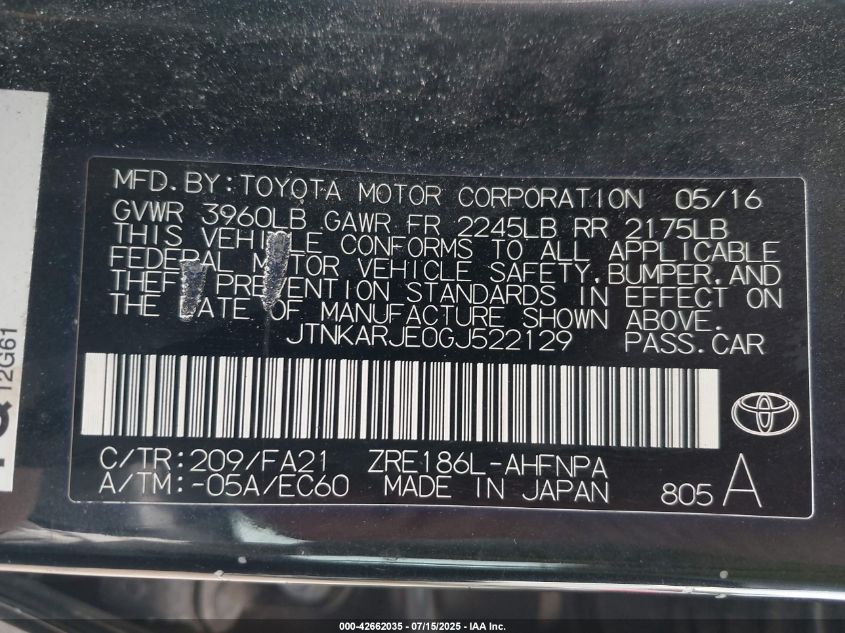 MFD. BY: TOYOTA MOTOR CORPORATION 05/16
GVWR 3960LB GAWR FR 2245LB RR 2175LB
THIS VEHICLE CONFORMS TO ALL APPLICABLE
FEDERAL MOTOR VEHICLE SAFETY, BUMPER, AND
THEFT PREVENTION STANDARDS IN EFFECT ON
THE DATE OF MANUFACTURE SHOWN ABOVE.
JTNKARJE0GJ522129 PASS. CAR
C/TR: 209/FA21 ZRE186L-AHFNPA
A/TM: -05A/EC60 MADE IN JAPAN 805 A
12G61
000-42662035 - 07/15/2025 - IAA Inc.